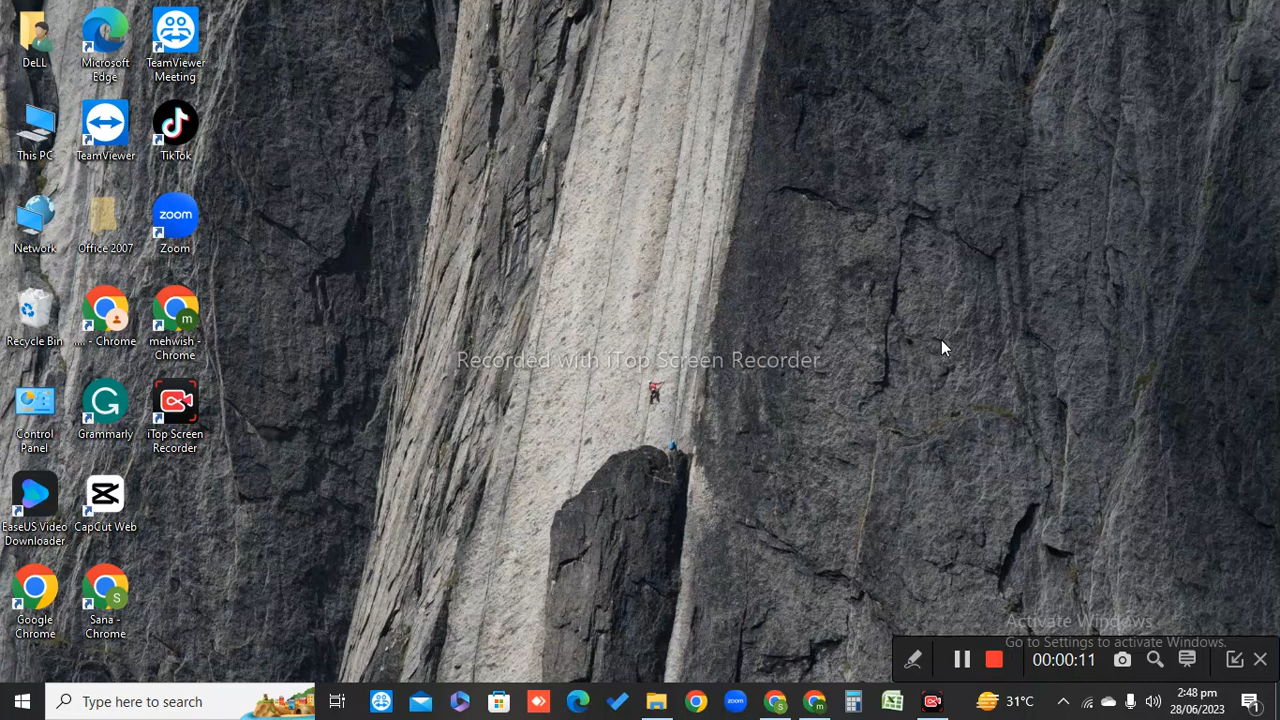 DeLL
Microsoft
Edge
TeamViewer
Meeting
This PC
TeamViewer
TikTok
zoom
Network
Office 2007
Zoom
m
Recycle Bin
.... - Chrome
mehwish -
Chrome
Recorded with iTop Screen Recorder
G
Control
Panel
Grammarly
iTop Screen
Recorder
EaseUS Video
Downloader
CapCut Web
S
Google
Chrome
Sana -
Chrome
Activate Windows
Go to Settings to activate Windows.
00:00:11
Type here to search
zoom
S
m
31°C
2:48 pm
28/06/2023
1